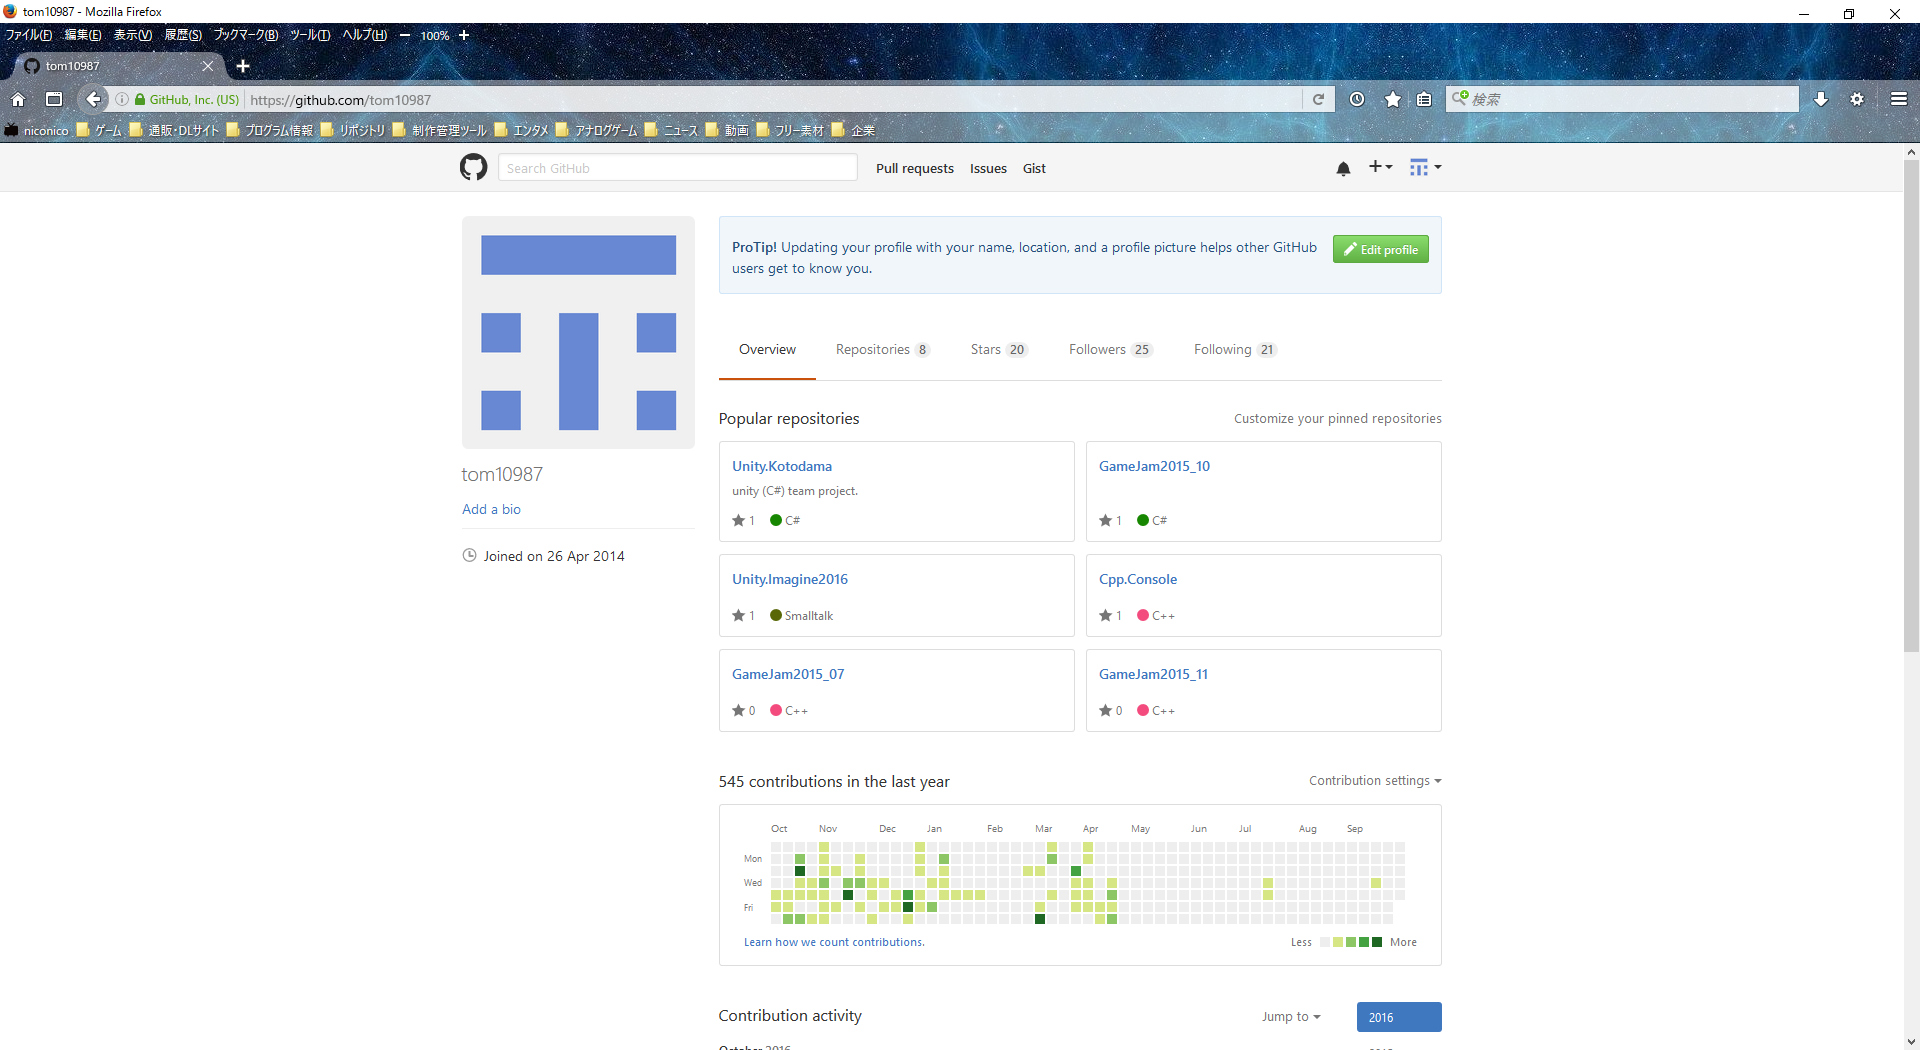 tom10987 - Mozilla Firefox
ファイル(F) 編集(E) 表示(V) 履歴(S) ブックマーク(B) ツール(T) ヘルプ(H) 100%
tom10987
GitHub, Inc. (US) https://github.com/tom10987 検索
niconico ゲーム 通販・DLサイト プログラム情報 リポジトリ 制作管理ツール エンタメ アナログゲーム ニュース 動画 フリー素材 企業
Search GitHub Pull requests Issues Gist
ProTip! Updating your profile with your name, location, and a profile picture helps other GitHub
users get to know you.
Edit profile
Overview Repositories 8 Stars 20 Followers 25 Following 21
tom10987
Add a bio
Joined on 26 Apr 2014
Popular repositories Customize your pinned repositories
Unity.Kotodama
unity (C#) team project.
1 C#
GameJam2015_10
1 C#
Unity.Imagine2016
1 Smalltalk
Cpp.Console
1 C++
GameJam2015_07
0 C++
GameJam2015_11
0 C++
545 contributions in the last year Contribution settings
Oct Nov Dec Jan Feb Mar Apr May Jun Jul Aug Sep
Mon
Wed
Fri
Learn how we count contributions. Less More
Contribution activity Jump to 2016
October 2016